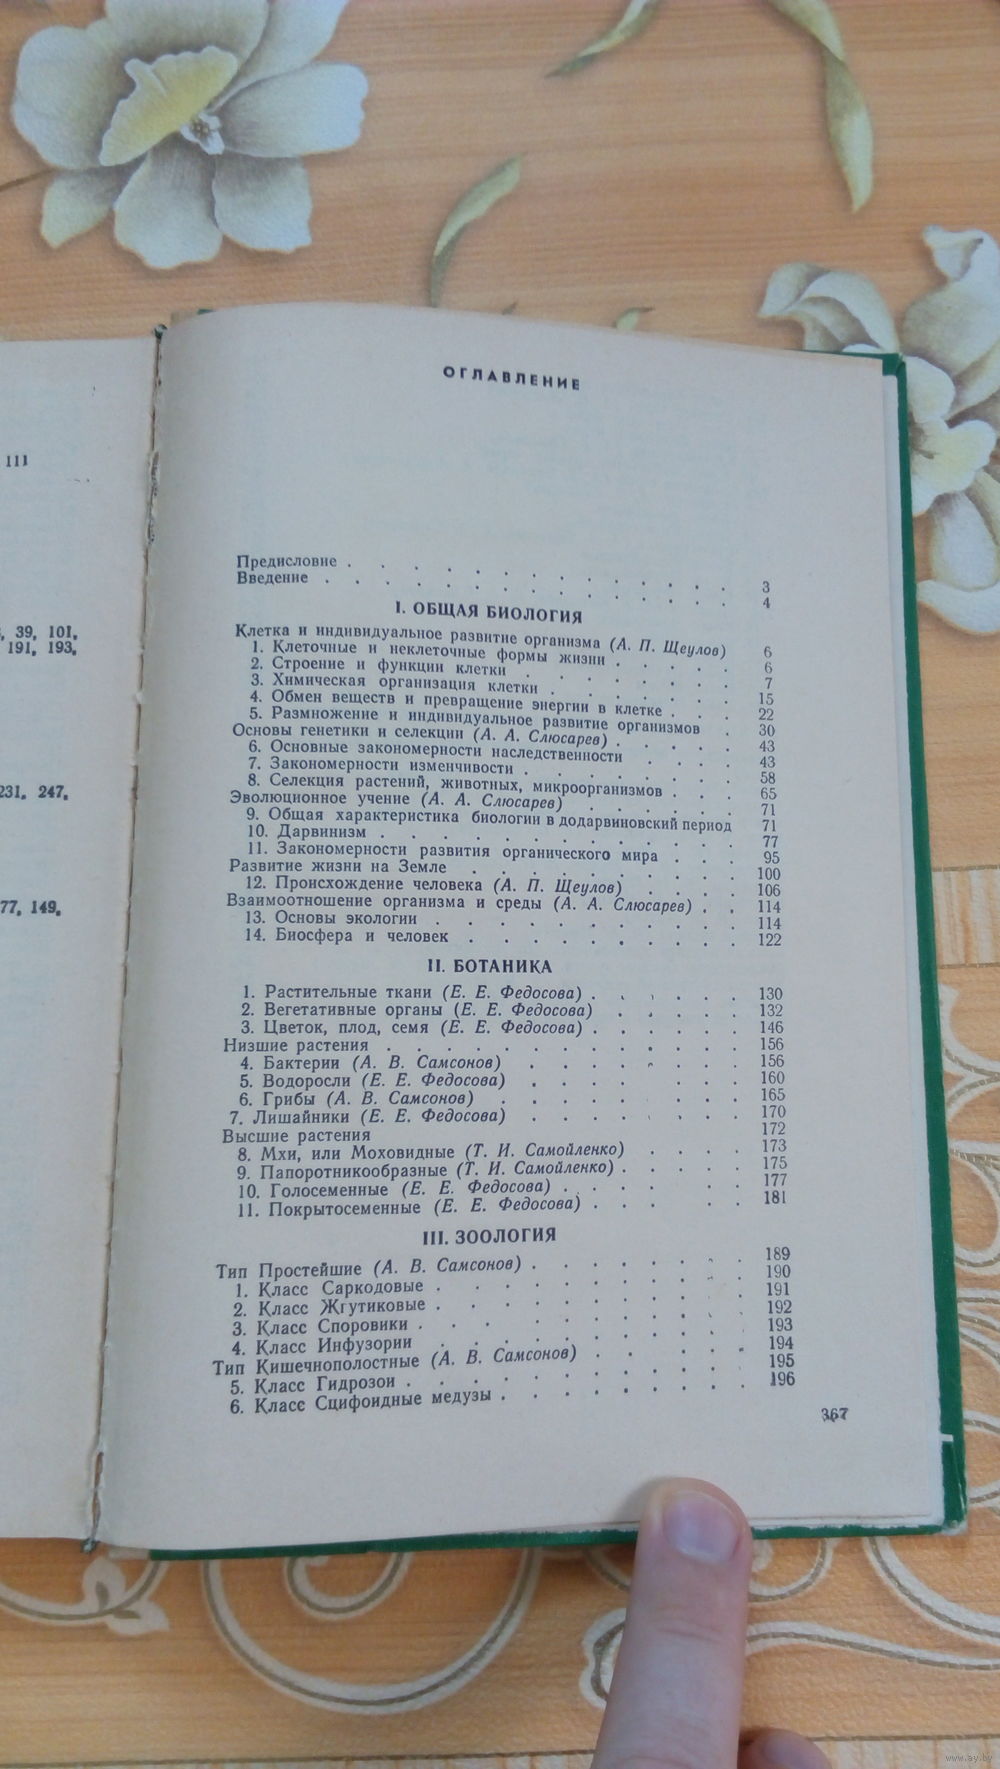 111
39, 101,
191, 193,
231, 247,
77, 149,
ОГЛАВЛЕНИЕ
Предисловие . . . . . . . . . . 3
Введение . . . . . . . . . . 4
I. ОБЩАЯ БИОЛОГИЯ
Клетка и индивидуальное развитие организма (А. П. Щеулов) 6
1. Клеточные и неклеточные формы жизни . . . . 6
2. Строение и функции клетки . . . . . . 7
3. Химическая организация клетки . . . . . . 15
4. Обмен веществ и превращение энергии в клетке . . . 22
5. Размножение и индивидуальное развитие организмов . 30
Основы генетики и селекции (А. А. Слюсарев) . . . . . 43
6. Основные закономерности наследственности . . . . 43
7. Закономерности изменчивости . . . . . . . 58
8. Селекция растений, животных, микроорганизмов . . . 65
Эволюционное учение (А. А. Слюсарев) . . . . . 71
9. Общая характеристика биологии в додарвиновский период 71
10. Дарвинизм . . . . . . . . . . 77
11. Закономерности развития органического мира . . . 95
Развитие жизни на Земле . . . . . . . . 100
12. Происхождение человека (А. П. Щеулов) . . . . 106
Взаимоотношение организма и среды (А. А. Слюсарев) . . 114
13. Основы экологии . . . . . . . . . 114
14. Биосфера и человек . . . . . . . . 122
II. БОТАНИКА
1. Растительные ткани (Е. Е. Федосова) . . . . . . 130
2. Вегетативные органы (Е. Е. Федосова) . . . . . 132
3. Цветок, плод, семя (Е. Е. Федосова) . . . . . . 146
Низшие растения . . . . . . . . . . 156
4. Бактерии (А. В. Самсонов) . . . . . . . 156
5. Водоросли (Е. Е. Федосова) . . . . . . . 160
6. Грибы (А. В. Самсонов) . . . . . . . . 165
7. Лишайники (Е. Е. Федосова) . . . . . . . 170
Высшие растения 172
8. Мхи, или Моховидные (Т. И. Самойленко) . . . . 173
9. Папоротникообразные (Т. И. Самойленко) . . . . 175
10. Голосеменные (Е. Е. Федосова) . . . . . 177
11. Покрытосеменные (Е. Е. Федосова) . . . . . 181
III. ЗООЛОГИЯ
Тип Простейшие (А. В. Самсонов) . . . . . . . . 189
1. Класс Саркодовые . . . . . . . . . 190
2. Класс Жгутиковые . . . . . . . . . 191
3. Класс Споровики . . . . . . . . . 192
4. Класс Инфузории . . . . . . . . . 193
Тип Кишечнополостные (А. В. Самсонов) . . . . . 194
5. Класс Гидрозои . . . . . . . . . . 195
6. Класс Сцифоидные медузы . . . . . . . . 196
367
www.ay.by